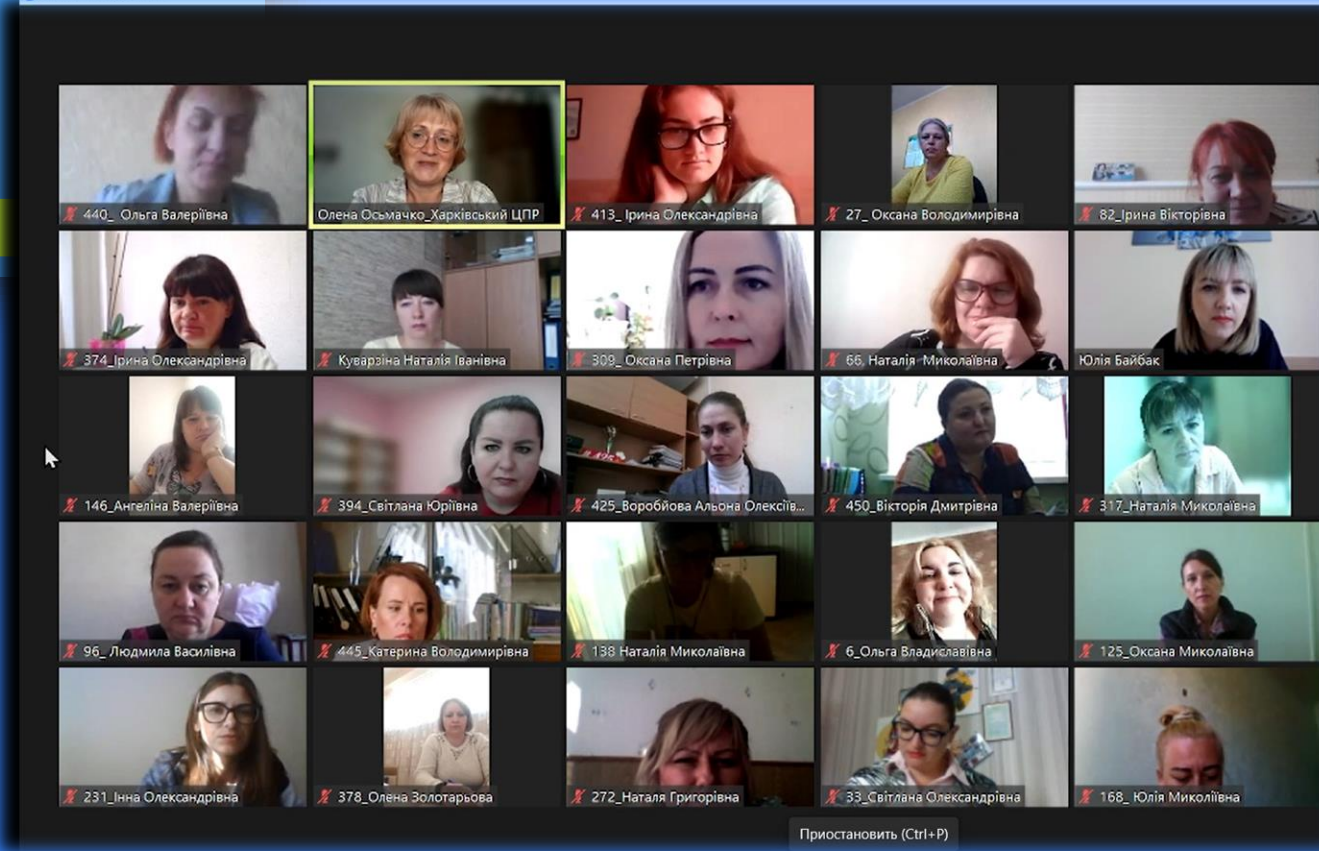 440_ Ольга Валеріївна
Олена Осьмачко_Харківський ЦПР
413_ Ірина Олександрівна
27_ Оксана Володимирівна
82_Ірина Вікторівна
374_Ірина Олександрівна
Куварзіна Наталія Іванівна
309_ Оксана Петрівна
66, Наталія Миколаївна
Юлія Байбак
146_Ангеліна Валеріївна
394_Світлана Юріївна
425_Воробйова Альона Олексіїв...
450_Вікторія Дмитрівна
317_Наталія Миколаївна
96_ Людмила Василівна
445_Катерина Володимирівна
138 Наталія Миколаївна
6_Ольга Владиславівна
125_Оксана Миколаївна
231_Інна Олександрівна
378_Олена Золотарьова
272_Наталя Григорівна
33_Світлана Олександрівна
168_ Юлія Миколіївна
Приостановить (Ctrl+P)